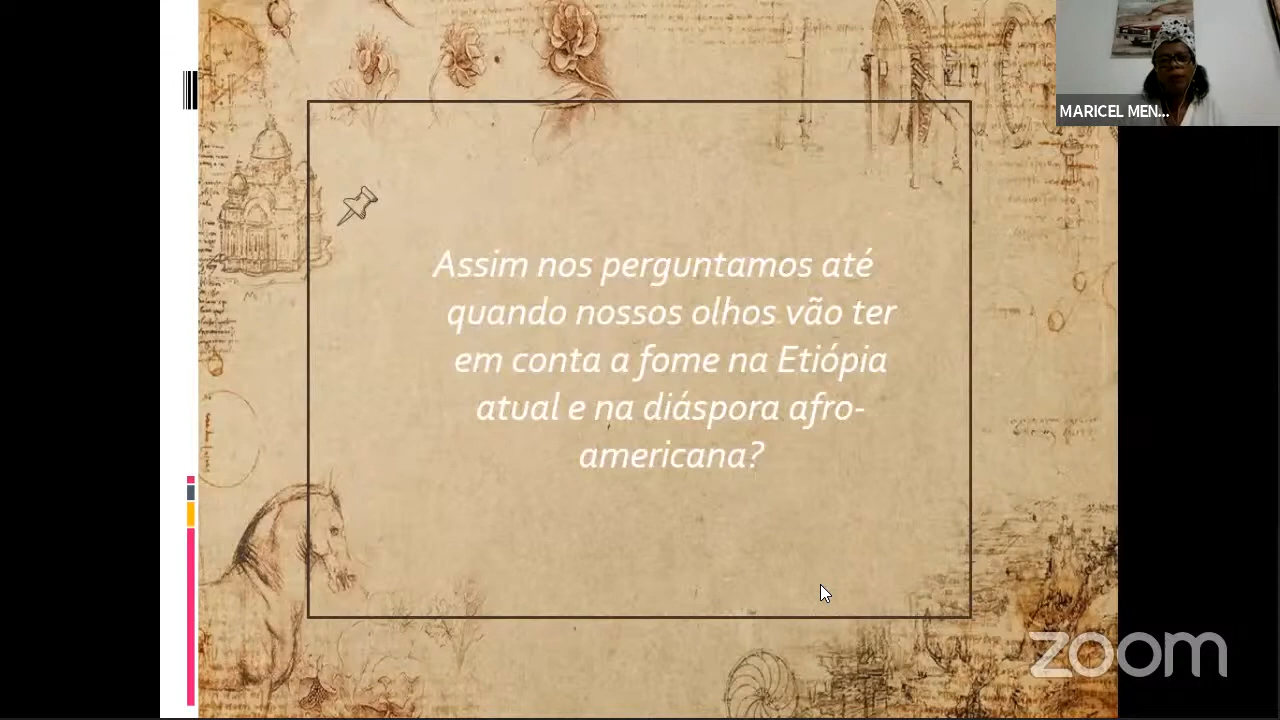 MARICEL MEN...
Assim nos perguntamos até
quando nossos olhos vão ter
em conta a fome na Etiópia
atual e na diáspora afro-
americana?
zoom